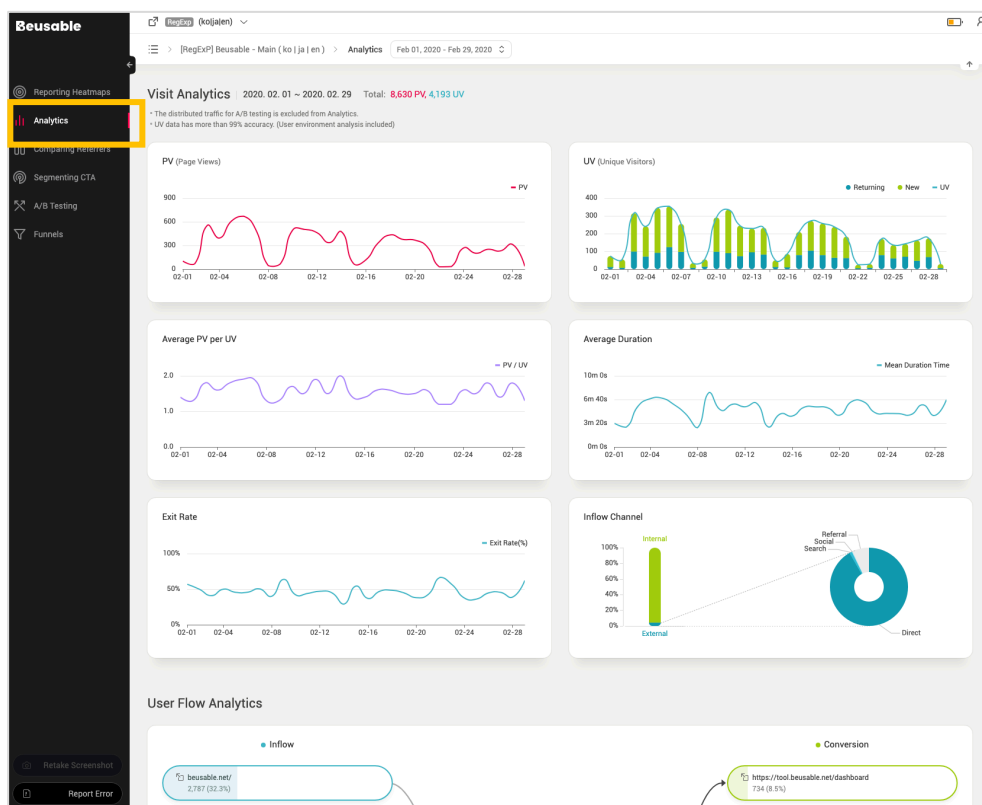 Beusable
RegExp (ko|ja|en)
[RegExP] Beusable - Main ( ko | ja | en ) > Analytics Feb 01, 2020 - Feb 29, 2020
Reporting Heatmaps
Analytics
Comparing Referrers
Segmenting CTA
A/B Testing
Funnels
Retake Screenshot
Report Error
Visit Analytics 2020. 02. 01 ~ 2020. 02. 29 Total: 8,630 PV, 4,193 UV
* The distributed traffic for A/B testing is excluded from Analytics.
* UV data has more than 99% accuracy. (User environment analysis included)
PV (Page Views)
PV
900
600
300
0
02-01 02-04 02-08 02-12 02-16 02-20 02-24 02-28
UV (Unique Visitors)
Returning New UV
400
300
200
100
0
02-01 02-04 02-07 02-10 02-13 02-16 02-19 02-22 02-25 02-28
Average PV per UV
PV / UV
2.0
1.0
0.0
02-01 02-04 02-08 02-12 02-16 02-20 02-24 02-28
Average Duration
Mean Duration Time
10m 0s
6m 40s
3m 20s
0m 0s
02-01 02-04 02-08 02-12 02-16 02-20 02-24 02-28
Exit Rate
Exit Rate(%)
100%
50%
0%
02-01 02-04 02-08 02-12 02-16 02-20 02-24 02-28
Inflow Channel
Internal
100%
80%
60%
40%
20%
0%
External
Referral
Social
Search
Direct
User Flow Analytics
Inflow
beusable.net/
2,787 (32.3%)
Conversion
https://tool.beusable.net/dashboard
734 (8.5%)